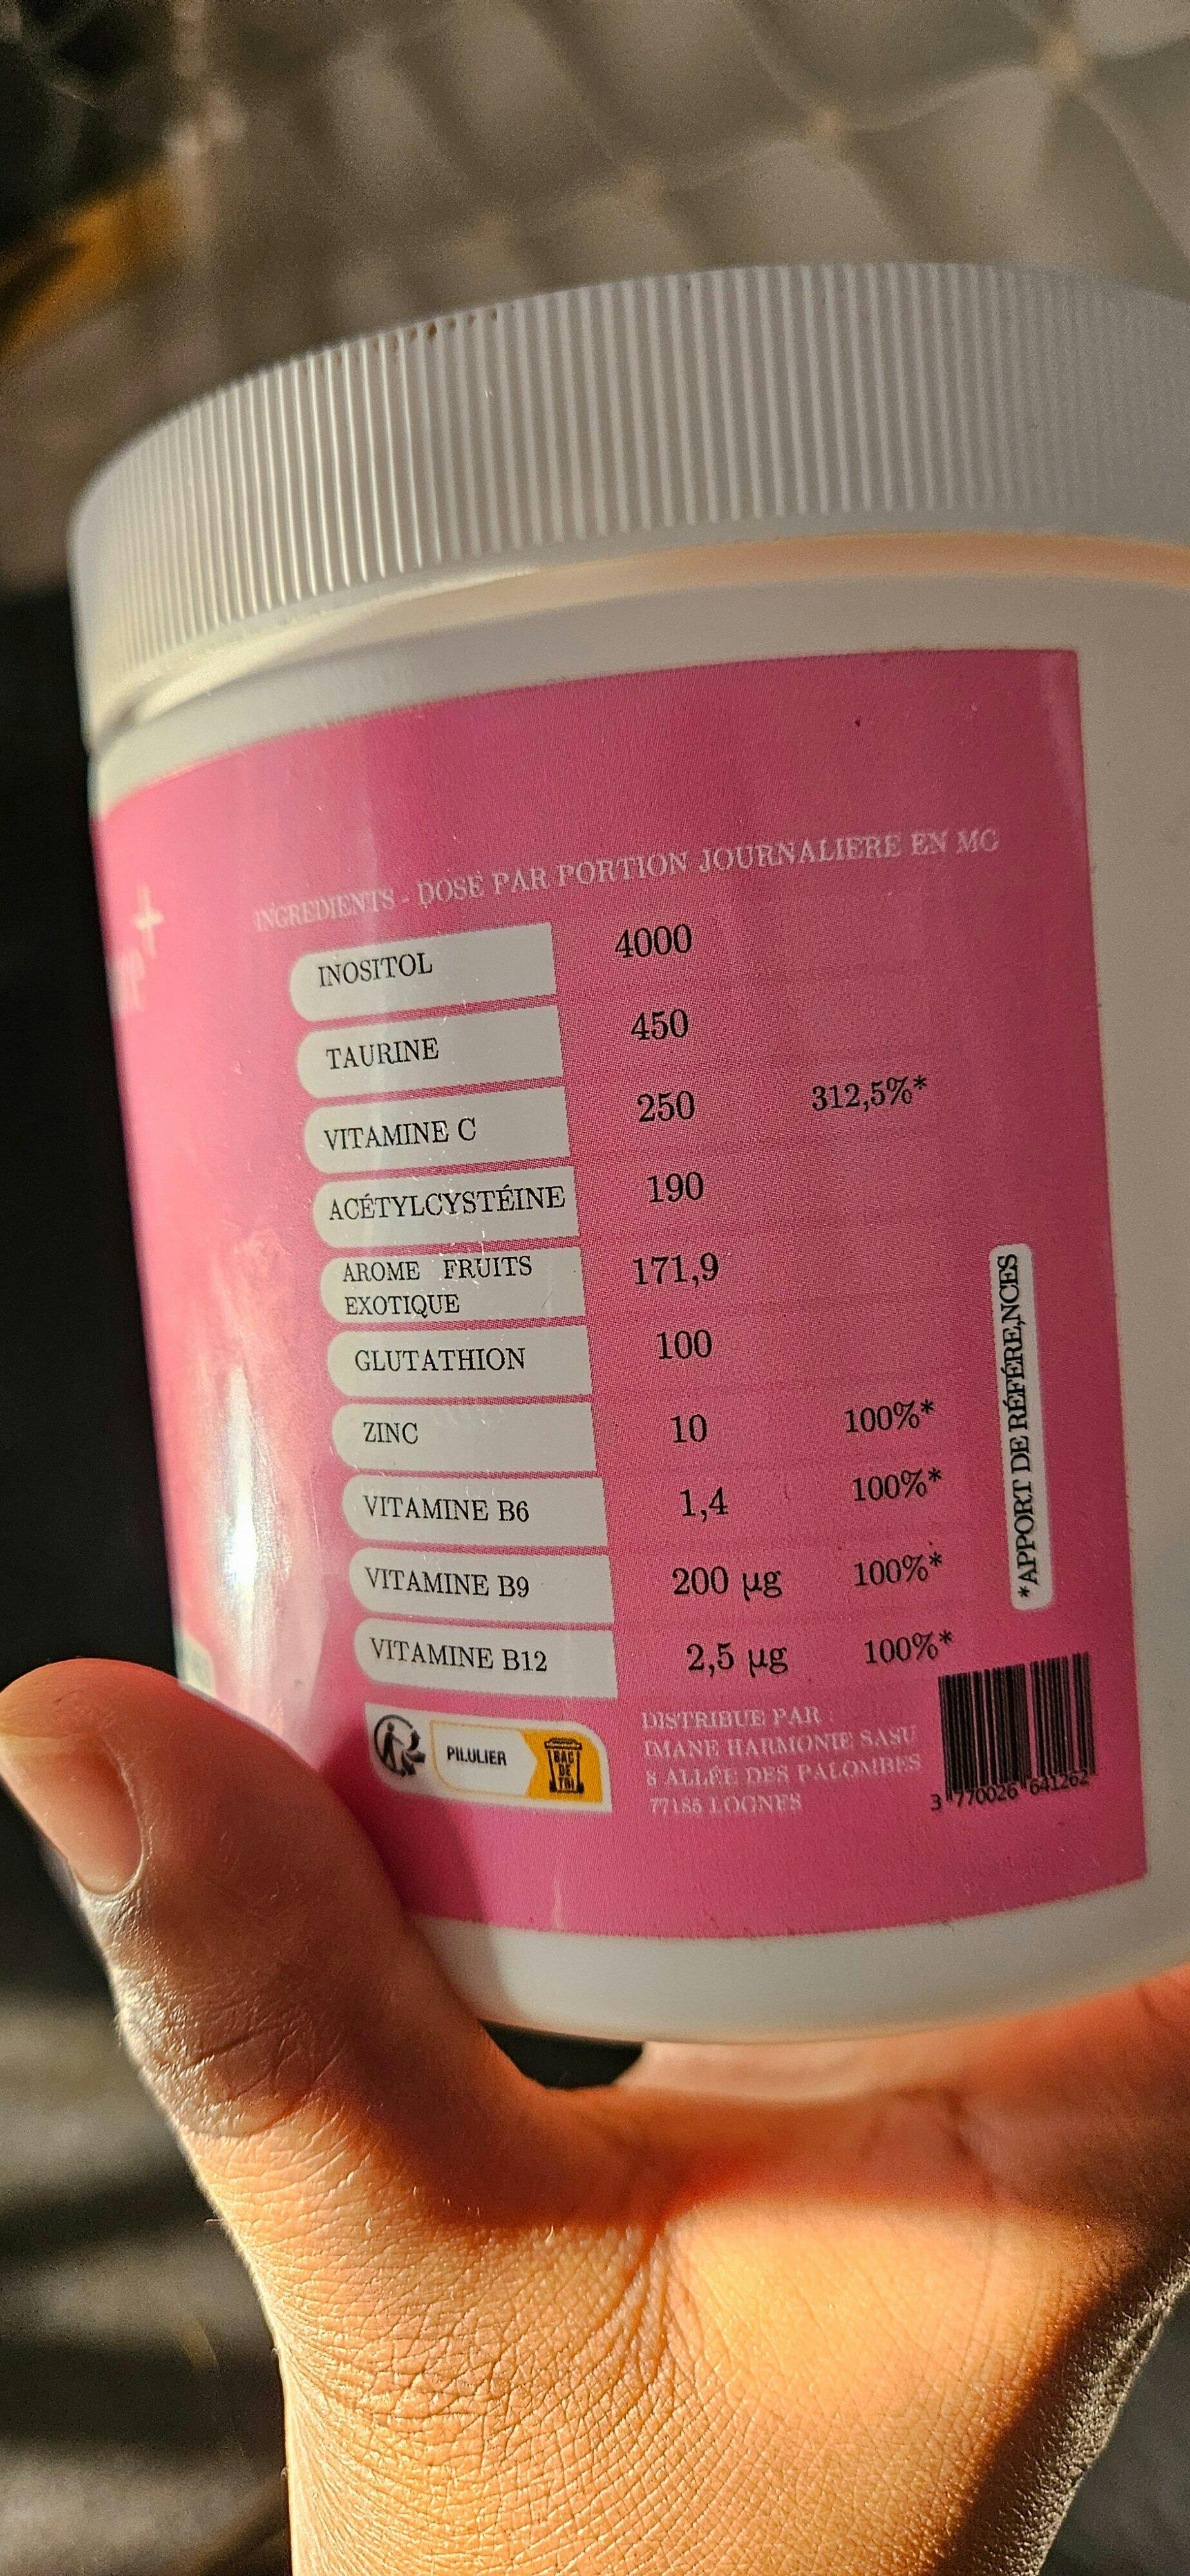 +
INGREDIENTS - DOSE PAR PORTION JOURNALIERE EN MG
INOSITOL 4000
TAURINE 450
VITAMINE C 250 312,5%*
ACÉTYLCYSTÉINE 190
AROME FRUITS EXOTIQUE 171,9
GLUTATHION 100
ZINC 10 100%*
VITAMINE B6 1,4 100%*
VITAMINE B9 200 µg 100%*
VITAMINE B12 2,5 µg 100%*
*APPORT DE RÉFÉRENCES
PILULIER
BAC
DE
TRI
DISTRIBUE PAR :
IMANE HARMONIE SASU
8 ALLÉE DES PALOMBES
77185 LOGNES
3 770026 641262